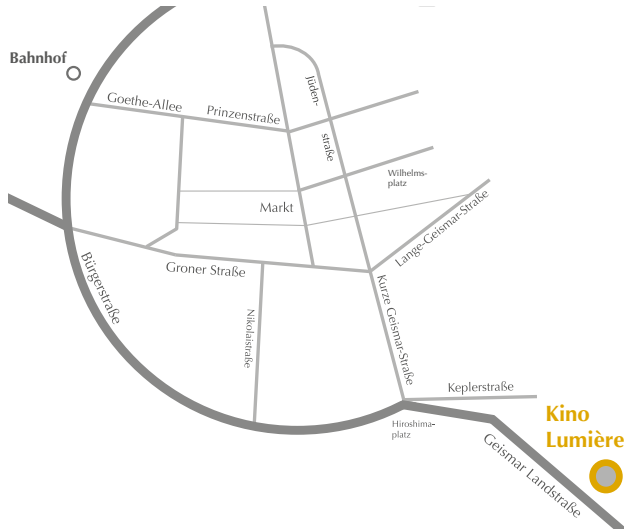 Bahnhof
Goethe-Allee
Prinzenstraße
Jüden-
straße
Wilhelms-
platz
Markt
Lange-Geismar-Straße
Groner Straße
Bürgerstraße
Nikolaistraße
Kurze Geismar-Straße
Keplerstraße
Hiroshima-
platz
Kino
Lumière
Geismar Landstraße